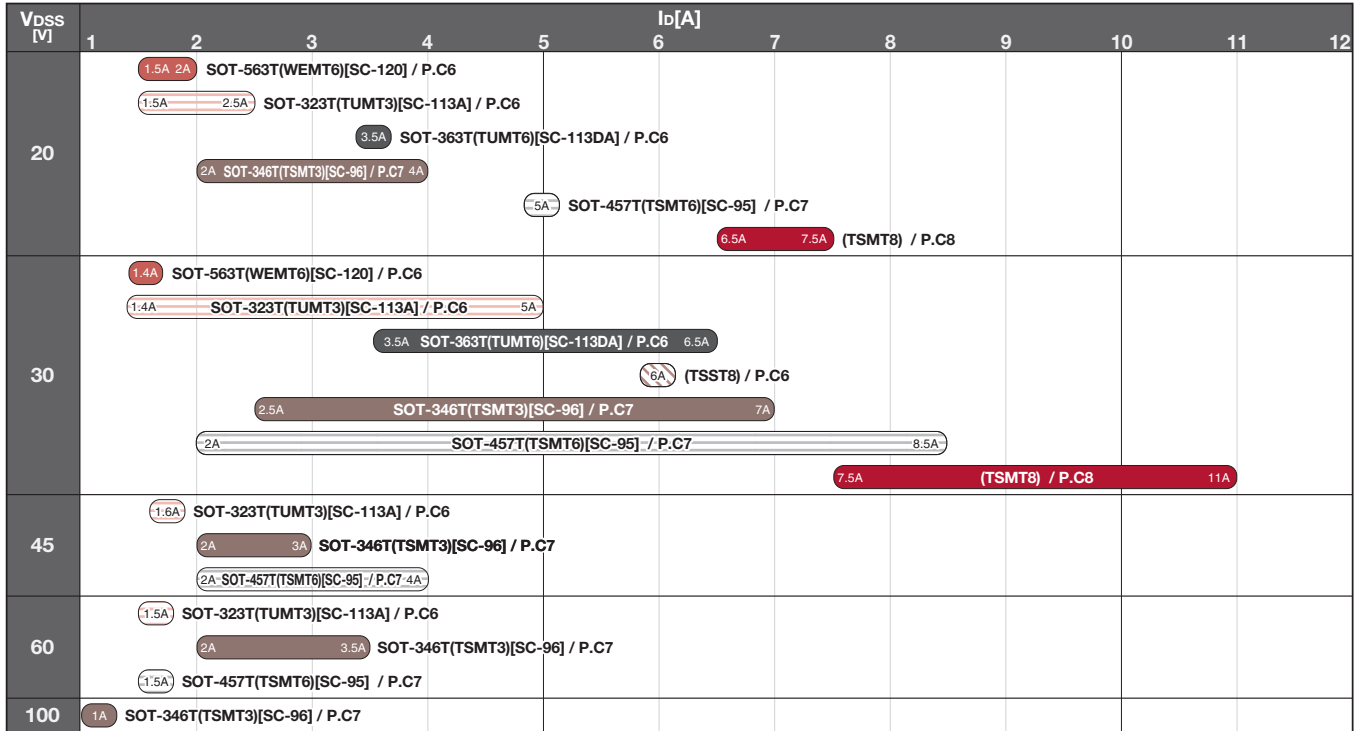 VDSS
[V]
ID[A]
1 2 3 4 5 6 7 8 9 10 11 12
20
1.5A 2A SOT-563T(WEMT6)[SC-120] / P.C6
1.5A 2.5A SOT-323T(TUMT3)[SC-113A] / P.C6
3.5A SOT-363T(TUMT6)[SC-113DA] / P.C6
2A SOT-346T(TSMT3)[SC-96] / P.C7 4A
5A SOT-457T(TSMT6)[SC-95] / P.C7
6.5A 7.5A (TSMT8) / P.C8
30
1.4A SOT-563T(WEMT6)[SC-120] / P.C6
1.4A SOT-323T(TUMT3)[SC-113A] / P.C6 5A
3.5A SOT-363T(TUMT6)[SC-113DA] / P.C6 6.5A
6A (TSST8) / P.C6
2.5A SOT-346T(TSMT3)[SC-96] / P.C7 7A
2A SOT-457T(TSMT6)[SC-95] / P.C7 8.5A
7.5A (TSMT8) / P.C8 11A
45
1.6A SOT-323T(TUMT3)[SC-113A] / P.C6
2A 3A SOT-346T(TSMT3)[SC-96] / P.C7
2A SOT-457T(TSMT6)[SC-95] / P.C7 4A
60
1.5A SOT-323T(TUMT3)[SC-113A] / P.C6
2A 3.5A SOT-346T(TSMT3)[SC-96] / P.C7
1.5A SOT-457T(TSMT6)[SC-95] / P.C7
100
1A SOT-346T(TSMT3)[SC-96] / P.C7